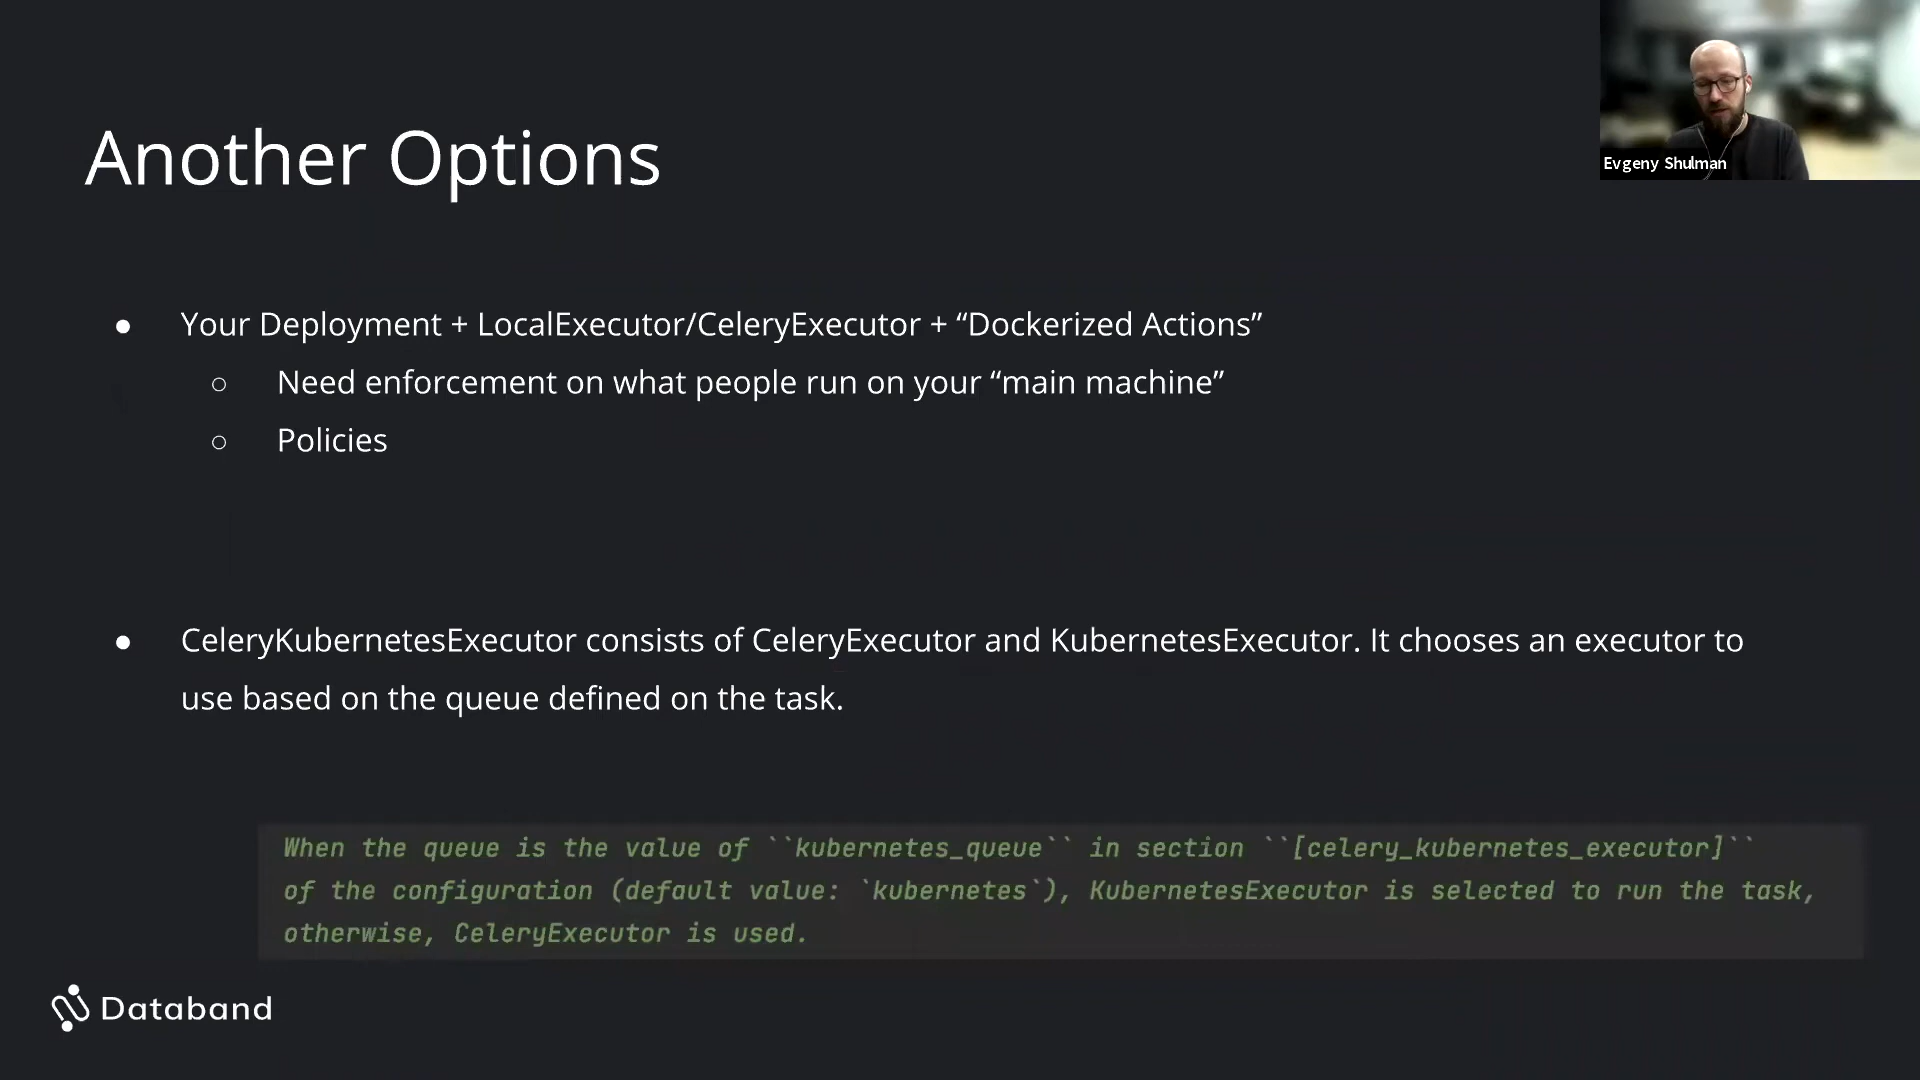 Evgeny Shulman
Another Options
● Your Deployment + LocalExecutor/CeleryExecutor + “Dockerized Actions”
○ Need enforcement on what people run on your “main machine”
○ Policies
● CeleryKubernetesExecutor consists of CeleryExecutor and KubernetesExecutor. It chooses an executor to
use based on the queue defined on the task.
When the queue is the value of ``kubernetes_queue`` in section ``[celery_kubernetes_executor]``
of the configuration (default value: `kubernetes`), KubernetesExecutor is selected to run the task,
otherwise, CeleryExecutor is used.
Databand